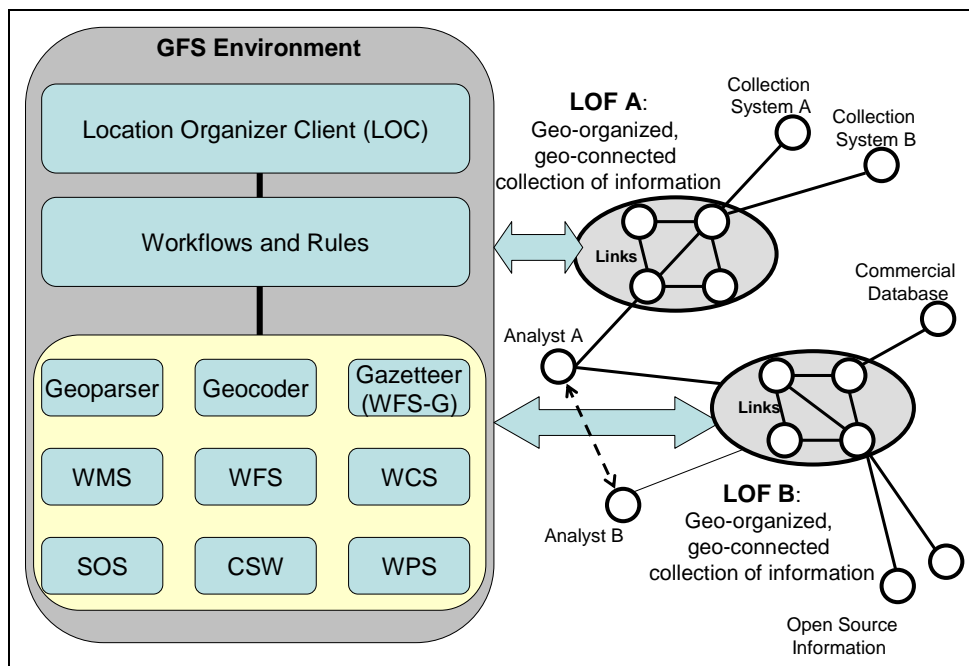 GFS Environment
Location Organizer Client (LOC)
Workflows and Rules
Geoparser
Geocoder
Gazetteer
(WFS-G)
WMS
WFS
WCS
SOS
CSW
WPS
LOF A:
Geo-organized,
geo-connected
collection of information
Collection
System A
Collection
System B
Links
Commercial
Database
Analyst A
Links
Analyst B
LOF B:
Geo-organized,
geo-connected
collection of information
Open Source
Information